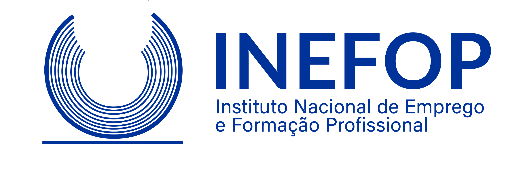 INEFOP
Instituto Nacional de Emprego
e Formação Profissional